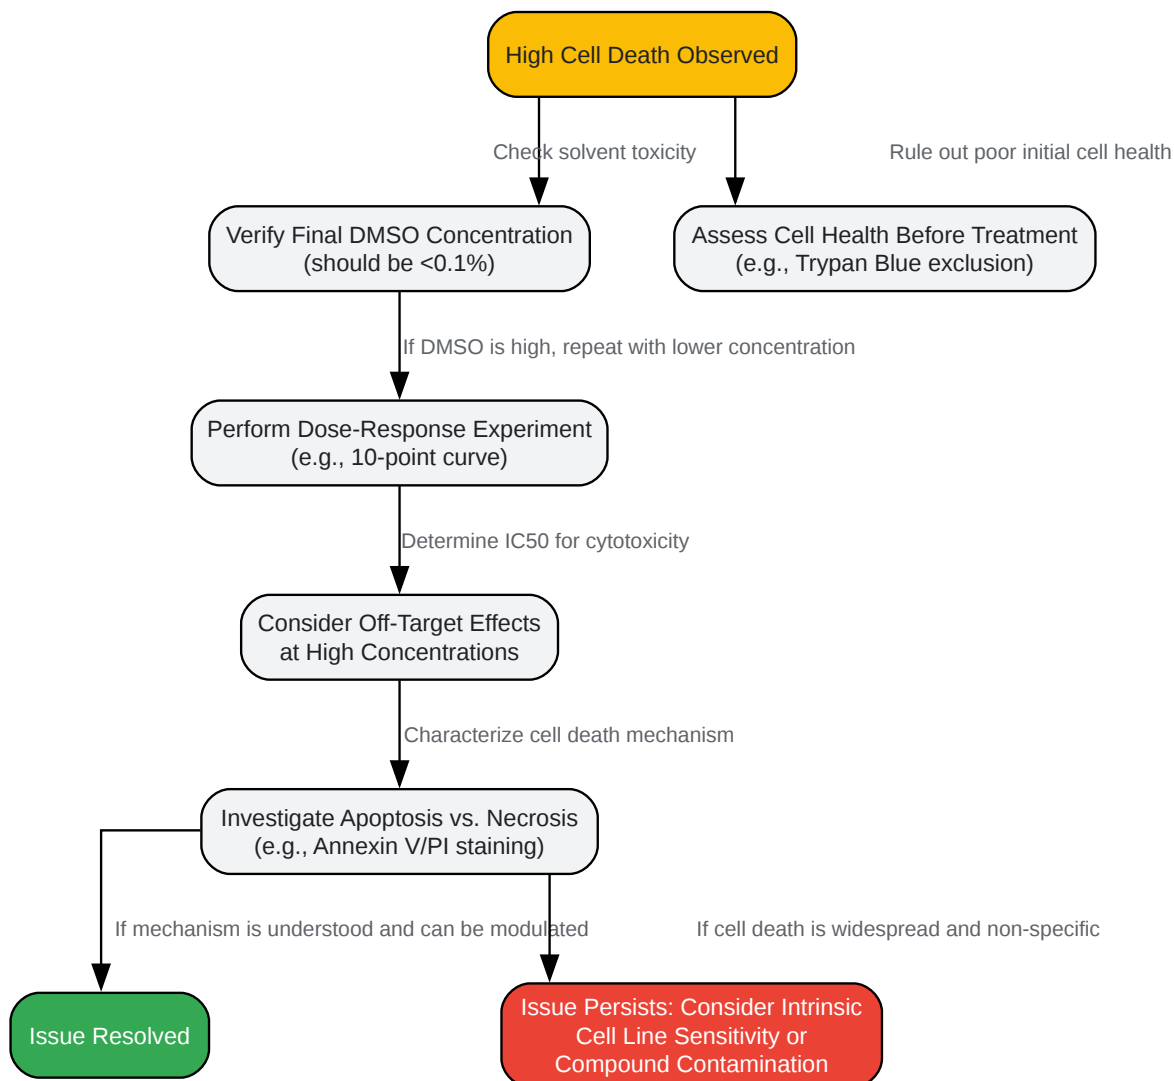 High Cell Death Observed
Check solvent toxicity
Rule out poor initial cell health
Verify Final DMSO Concentration
(should be <0.1%)
Assess Cell Health Before Treatment
(e.g., Trypan Blue exclusion)
If DMSO is high, repeat with lower concentration
Perform Dose-Response Experiment
(e.g., 10-point curve)
Determine IC50 for cytotoxicity
Consider Off-Target Effects
at High Concentrations
Characterize cell death mechanism
Investigate Apoptosis vs. Necrosis
(e.g., Annexin V/PI staining)
If mechanism is understood and can be modulated
If cell death is widespread and non-specific
Issue Resolved
Issue Persists: Consider Intrinsic
Cell Line Sensitivity or
Compound Contamination